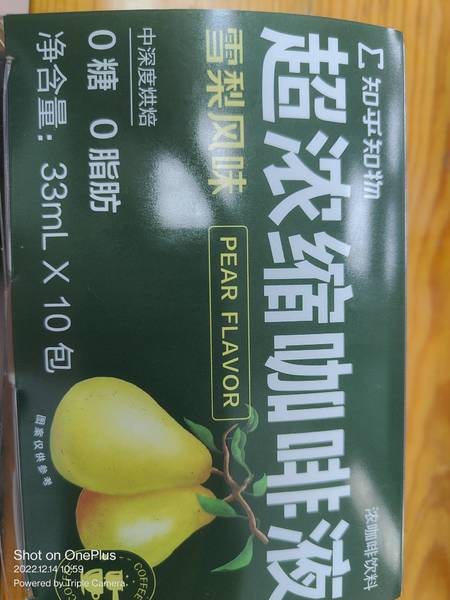 知乎知物
超浓缩咖啡液
浓咖啡饮料
雪梨风味
PEAR FLAVOR
中深度烘焙
0糖 0脂肪
净含量：33mL X 10包
图案仅供参考
COFFEE
Shot on OnePlus
2022.12.14 10:59
Powered by Triple Camera